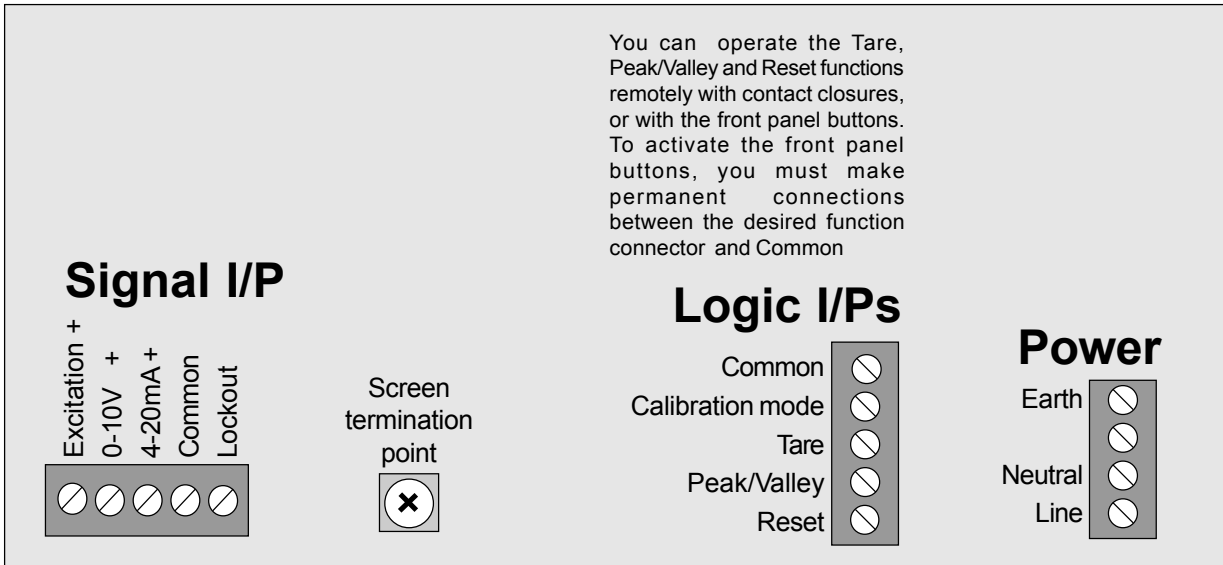 You can operate the Tare,
Peak/Valley and Reset functions
remotely with contact closures,
or with the front panel buttons.
To activate the front panel
buttons, you must make
permanent connections
between the desired function
connector and Common
Signal I/P
Excitation +
0-10V +
4-20mA +
Common
Lockout
Screen
termination
point
Logic I/Ps
Common
Calibration mode
Tare
Peak/Valley
Reset
Power
Earth
Neutral
Line